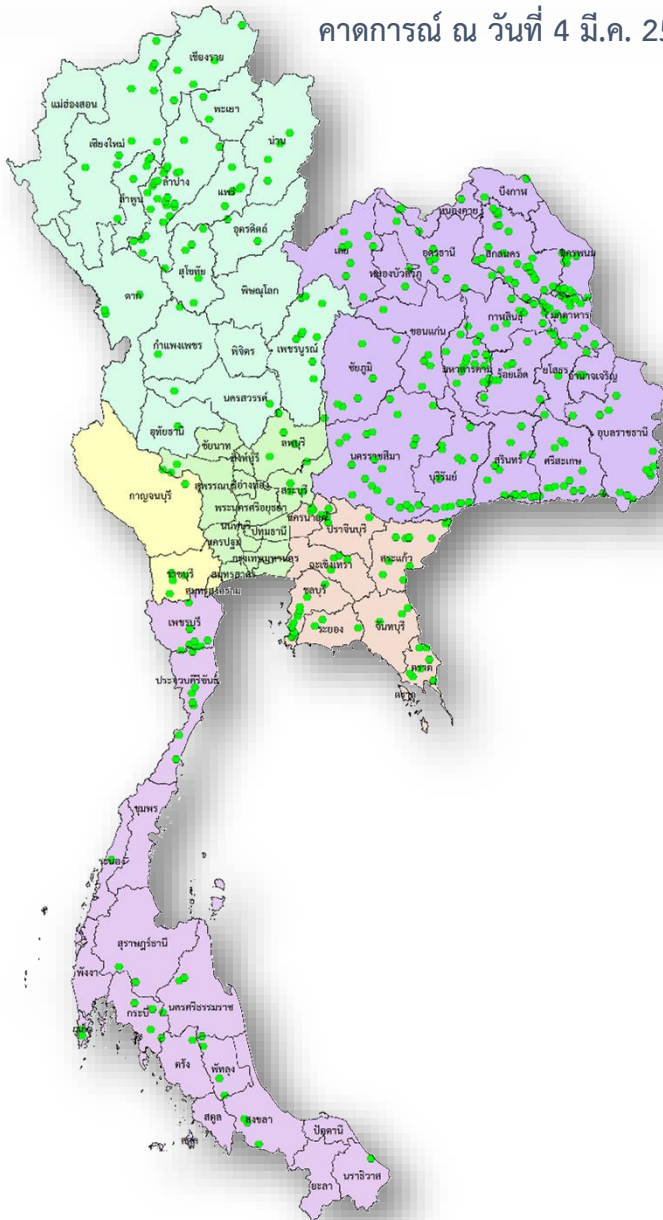 คาดการณ์ ณ วันที่ 4 มี.ค. 25
เชียงราย
แม่ฮ่องสอน
พะเยา
น่าน
เชียงใหม่
ลำปาง
แพร่
ลำพูน
อุตรดิตถ์
สุโขทัย
ตาก
พิษณุโลก
กำแพงเพชร
พิจิตร
เพชรบูรณ์
นครสวรรค์
อุทัยธานี
บึงกาฬ
หนองคาย
เลย
อุดรธานี
สกลนคร
นครพนม
หนองบัวลำภู
กาฬสินธุ์
มุกดาหาร
ขอนแก่น
ชัยภูมิ
มหาสารคาม
ร้อยเอ็ด
ยโสธร
อำนาจเจริญ
อุบลราชธานี
นครราชสีมา
บุรีรัมย์
สุรินทร์
ศรีสะเกษ
ชัยนาท
ลพบุรี
สิงห์บุรี
กาญจนบุรี
สุพรรณบุรี
อ่างทอง
สระบุรี
พระนครศรีอยุธยา
นครนายก
ปราจีนบุรี
นนทบุรี
ปทุมธานี
นครปฐม
สระแก้ว
กรุงเทพมหานคร
ฉะเชิงเทรา
ราชบุรี
สมุทรสาคร
สมุทรสงคราม
ชลบุรี
ระยอง
จันทบุรี
ตราด
ตราด
เพชรบุรี
ประจวบคีรีขันธ์
ชุมพร
ระนอง
สุราษฎร์ธานี
พังงา
กระบี่
นครศรีธรรมราช
ภูเก็ต
ตรัง
พัทลุง
สตูล
สตูล
สงขลา
ปัตตานี
ยะลา
นราธิวาส